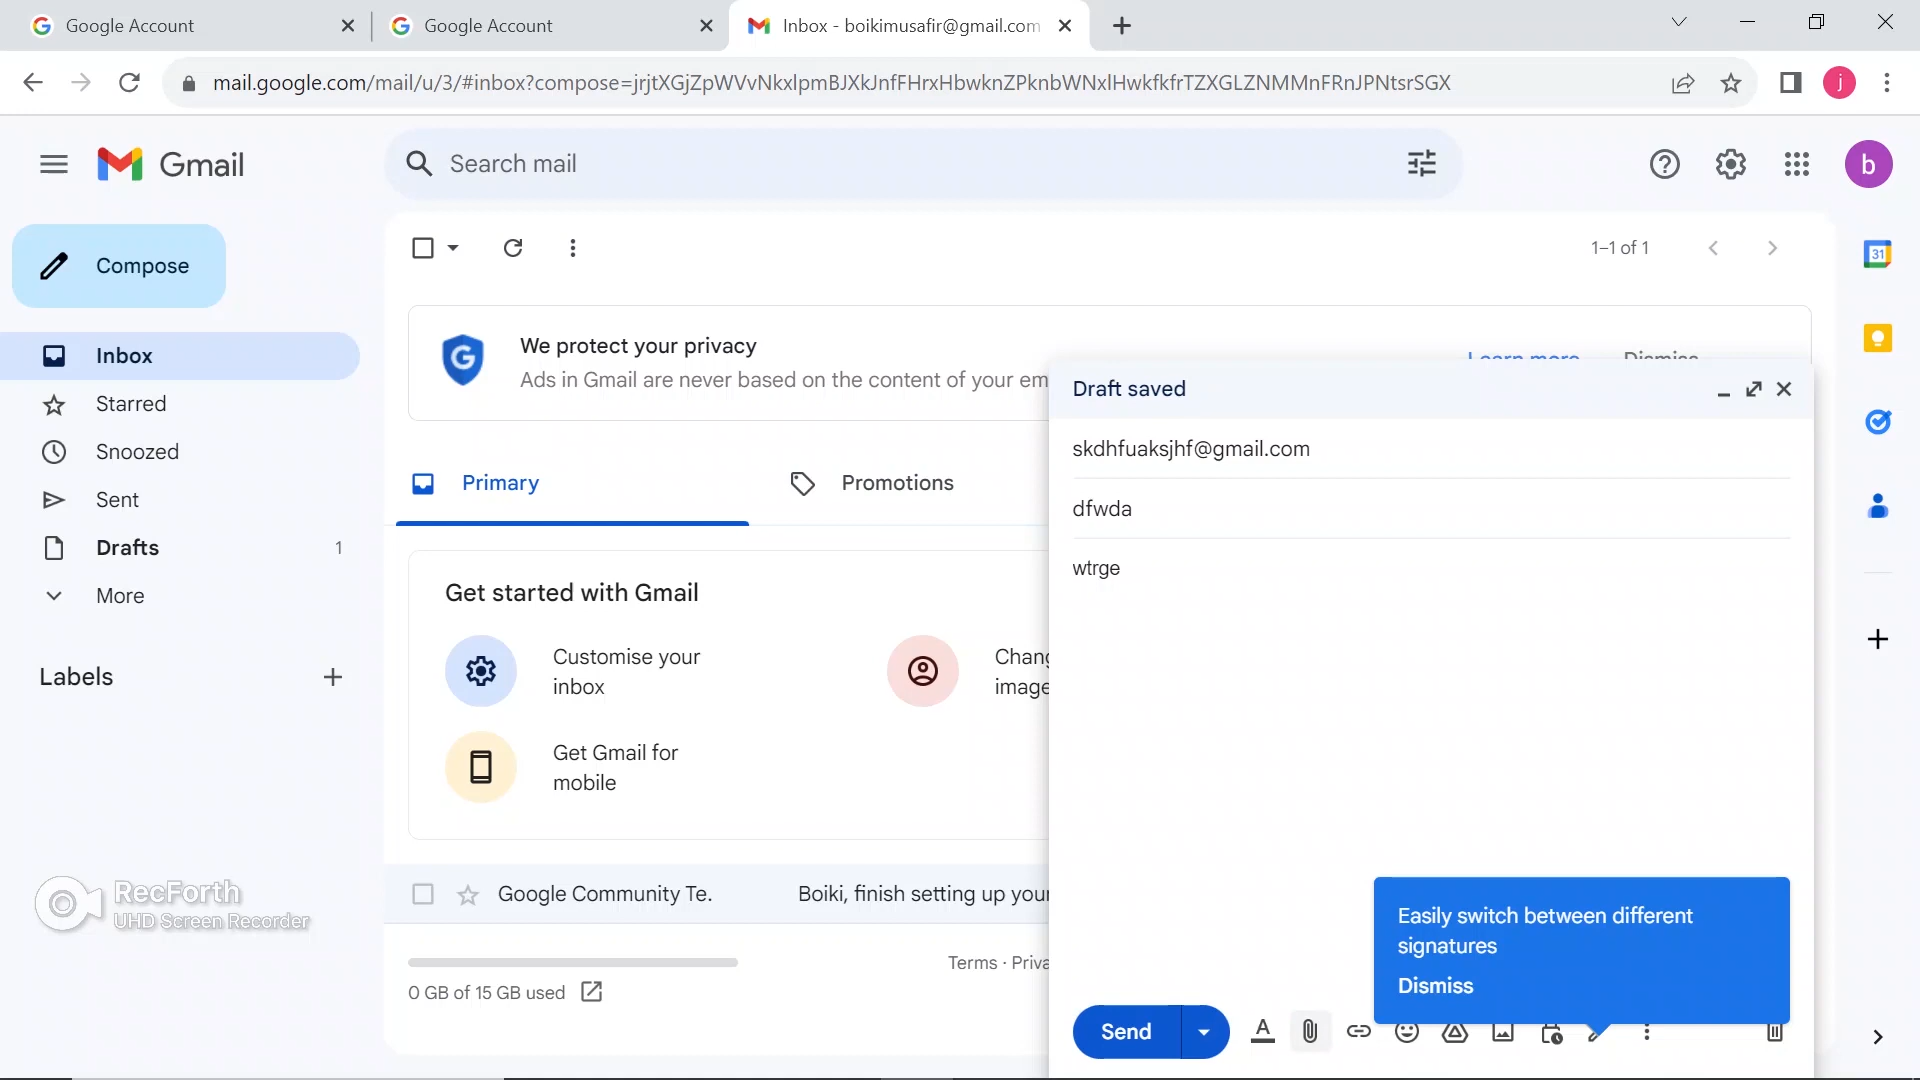 Google Account
Google Account
Inbox - boikimusafir@gmail.com
mail.google.com/mail/u/3/#inbox?compose=jrjtXGjZpWVvNkxlpmBJXkJnfFHrxHbwknZPknbWNxlHwkfkfrTZXGLZNMMnFRnJPNtsrSGX
j
Gmail
Search mail
b
Compose
1–1 of 1
31
Inbox
Starred
Snoozed
Sent
Drafts 1
More
Labels
We protect your privacy
Ads in Gmail are never based on the content of your em
Learn more Dismiss
Primary
Promotions
Get started with Gmail
Customise your
inbox
Chang
image
Get Gmail for
mobile
Google Community Te. Boiki, finish setting up your
Terms · Priva
0 GB of 15 GB used
Draft saved
skdhfuaksjhf@gmail.com
dfwda
wtrge
Easily switch between different
signatures
Dismiss
Send
RecForth
UHD Screen Recorder